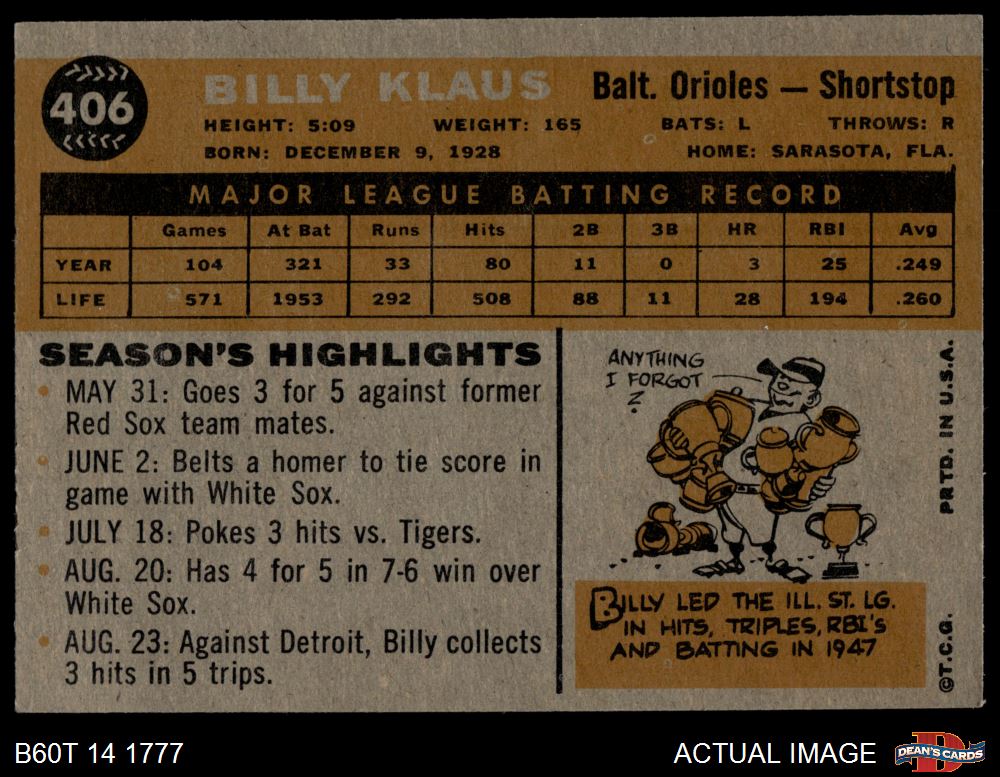 406
BILLY KLAUS Balt. Orioles — Shortstop
HEIGHT: 5:09 WEIGHT: 165 BATS: L THROWS: R
BORN: DECEMBER 9, 1928 HOME: SARASOTA, FLA.
MAJOR LEAGUE BATTING RECORD
Games At Bat Runs Hits 2B 3B HR RBI Avg
YEAR 104 321 33 80 11 0 3 25 .249
LIFE 571 1953 292 508 88 11 28 194 .260
SEASON'S HIGHLIGHTS
• MAY 31: Goes 3 for 5 against former
Red Sox team mates.
• JUNE 2: Belts a homer to tie score in
game with White Sox.
• JULY 18: Pokes 3 hits vs. Tigers.
• AUG. 20: Has 4 for 5 in 7-6 win over
White Sox.
• AUG. 23: Against Detroit, Billy collects
3 hits in 5 trips.
ANYTHING
I FORGOT
?
BILLY LED THE ILL. ST. LG.
IN HITS, TRIPLES, RBI'S
AND BATTING IN 1947
©T.C.G. PRTD. IN U.S.A.
B60T 14 1777 ACTUAL IMAGE
D
DEAN'S CARDS